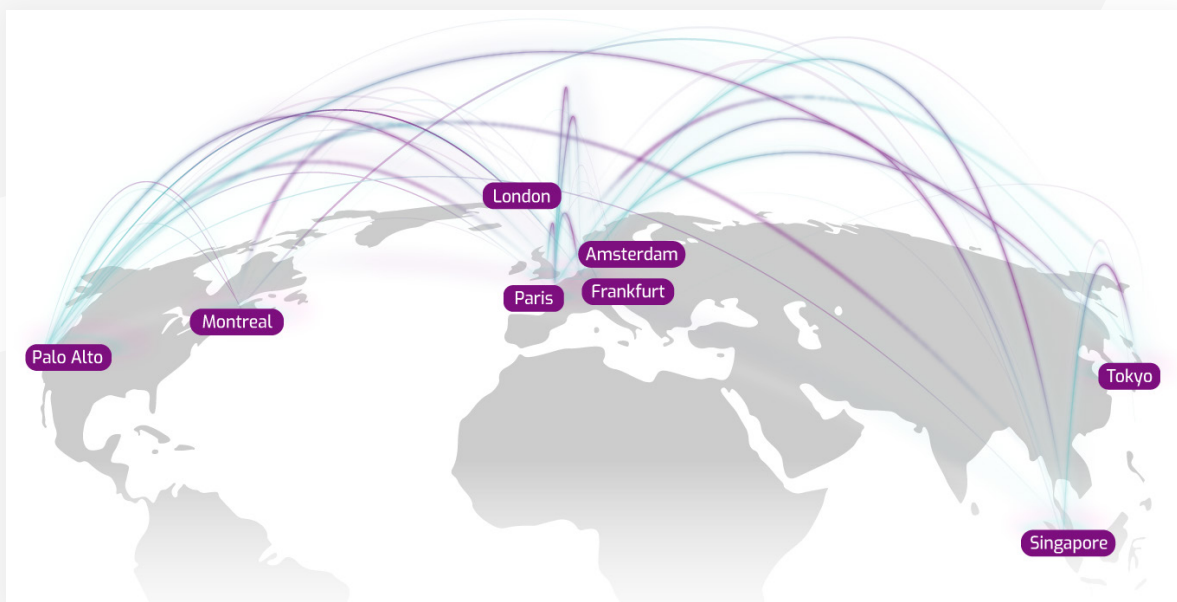 London
Amsterdam
Frankfurt
Paris
Montreal
Palo Alto
Tokyo
Singapore